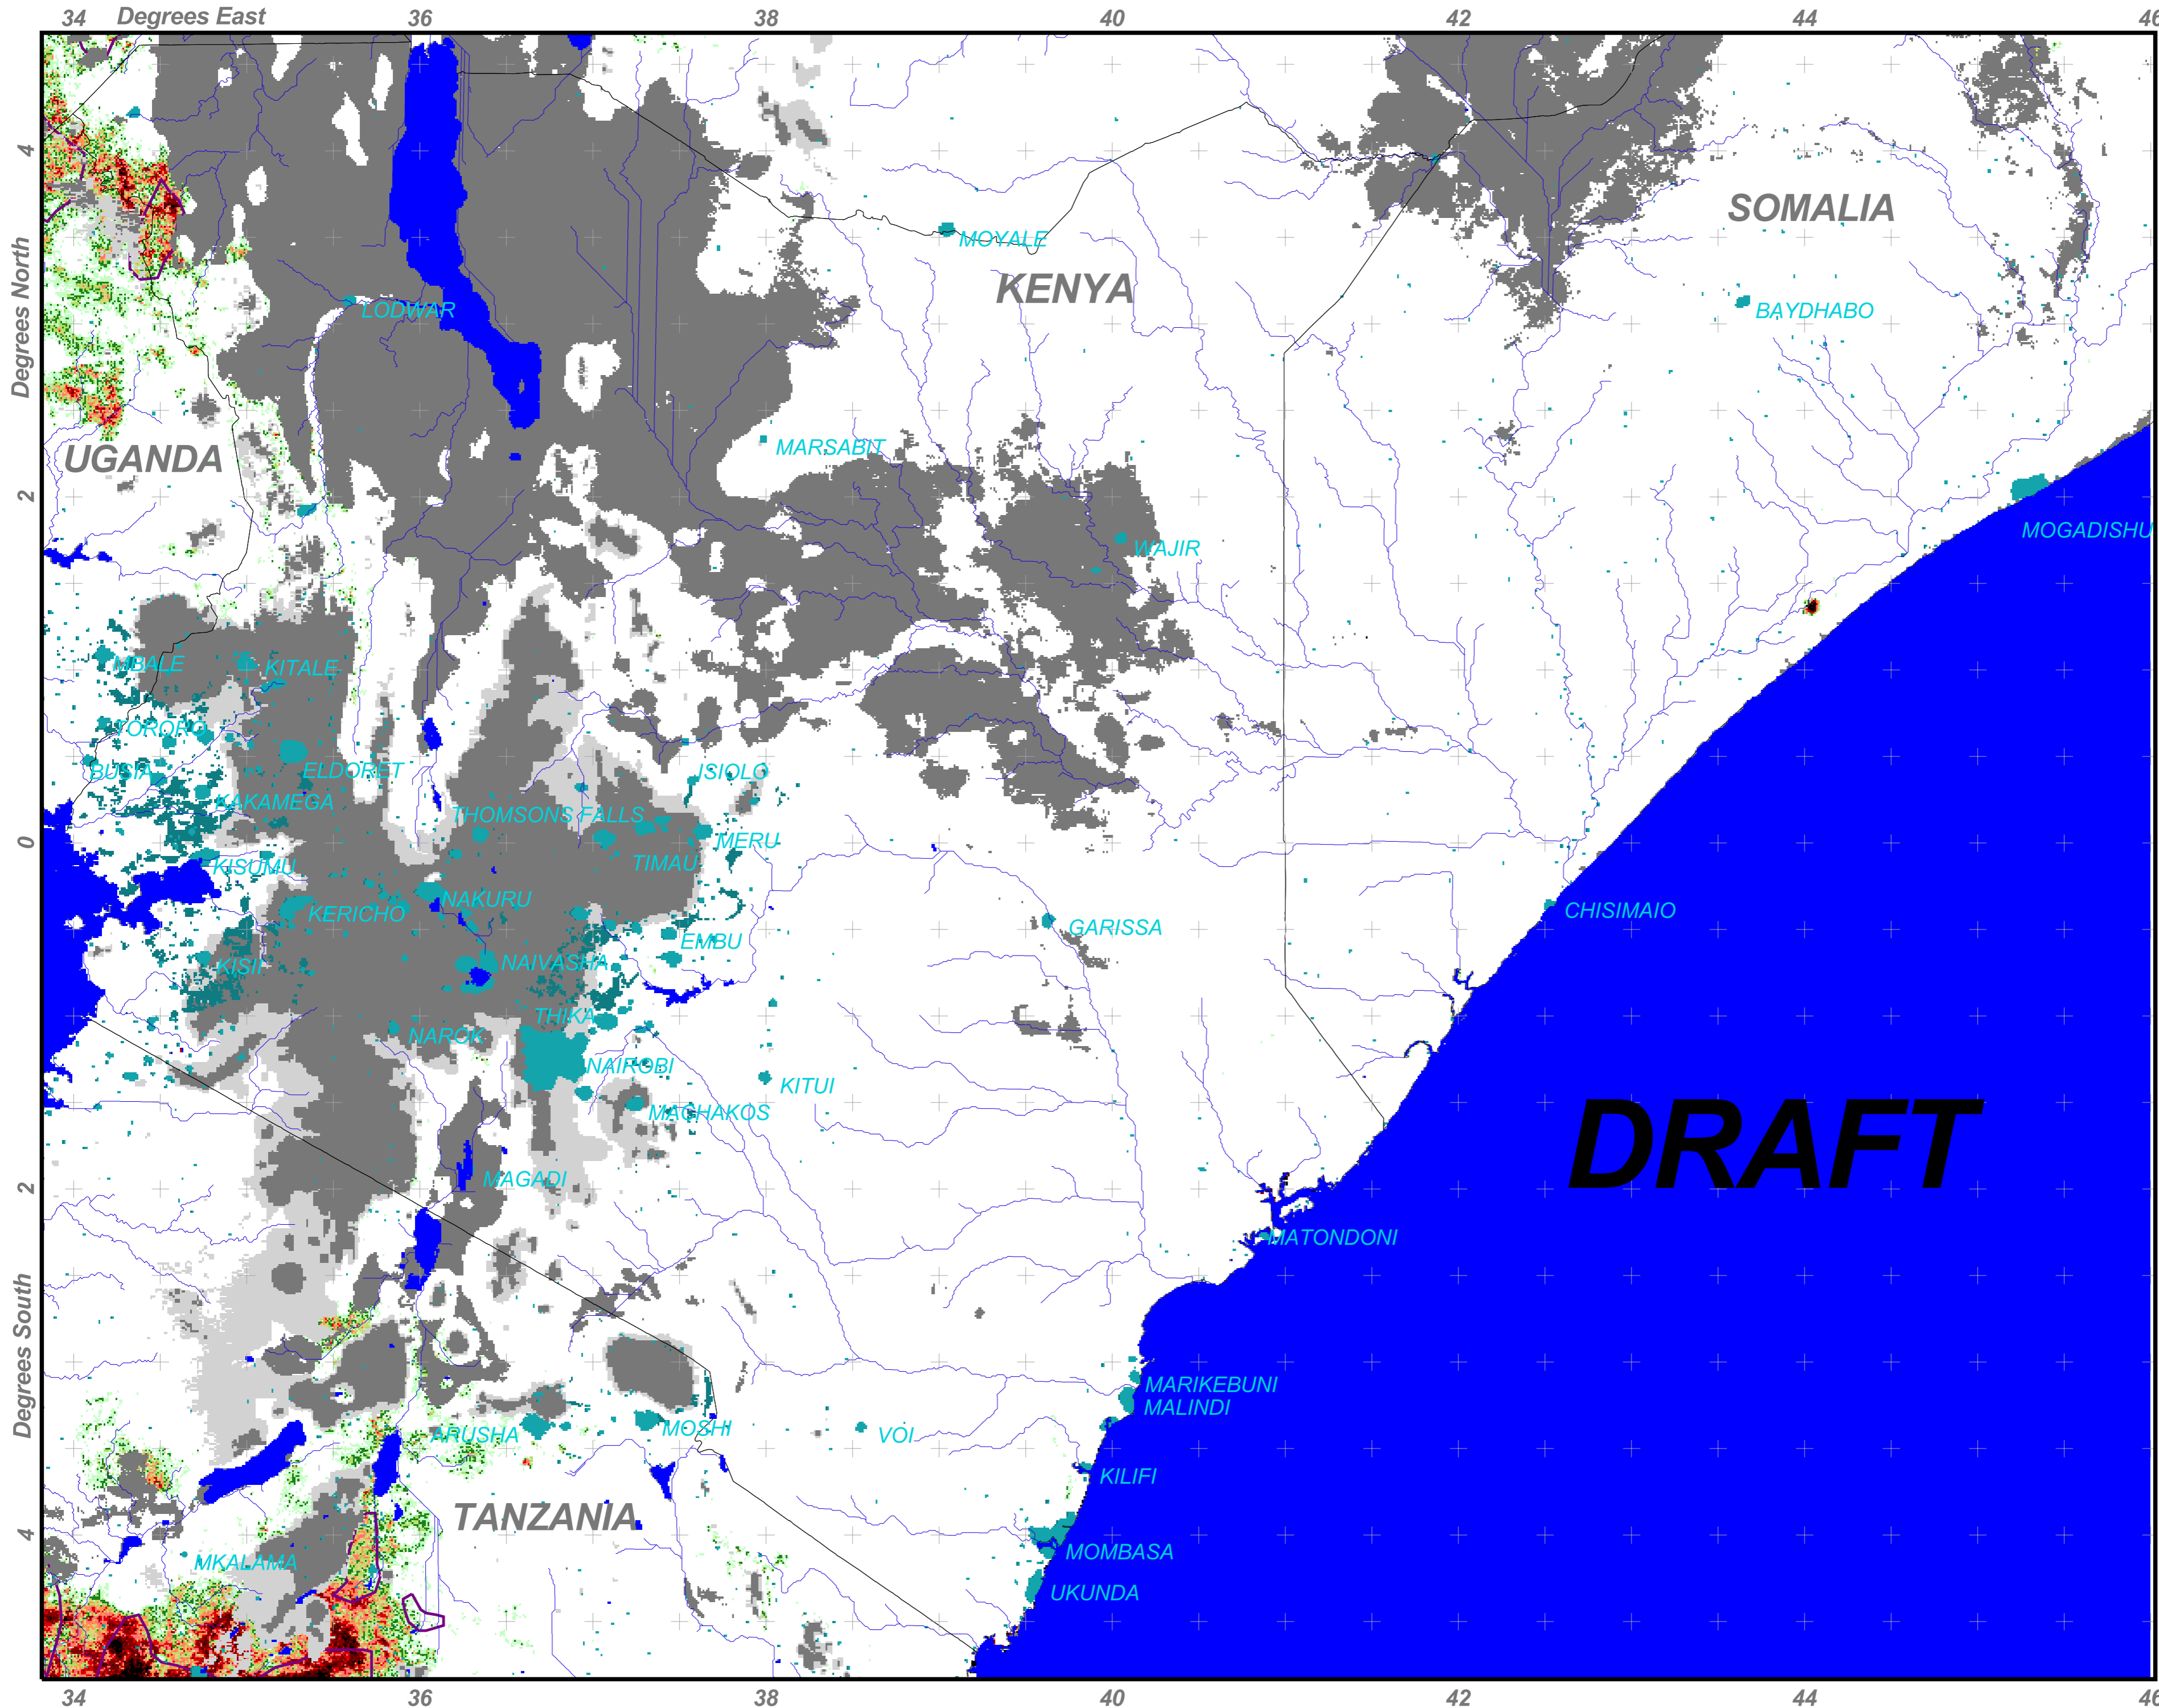 34 Degrees East 36 38 40 42 44 46
4
Degrees North
SOMALIA
MOYALE
KENYA
LODWAR
BAYDHABO
MARSABIT
UGANDA
2
MOGADISHU
WAJIR
MBALE
KITALE
TORORO
BUSIA
ELDORET
ISIOLO
KAKAMEGA
THOMSONS FALLS
0
MERU
TIMAU
KISUMU
NAKURU
KERICHO
CHISIMAIO
GARISSA
EMBU
KISII
NAIVASHA
THIKA
NAROK
NAIROBI
KITUI
MACHAKOS
DRAFT
MAGADI
2
MATONDONI
Degrees South
MARIKEBUNI
MALINDI
ARUSHA
MOSHI
VOI
KILIFI
TANZANIA
4
MOMBASA
MKALAMA
UKUNDA
34 36 38 40 42 44 46